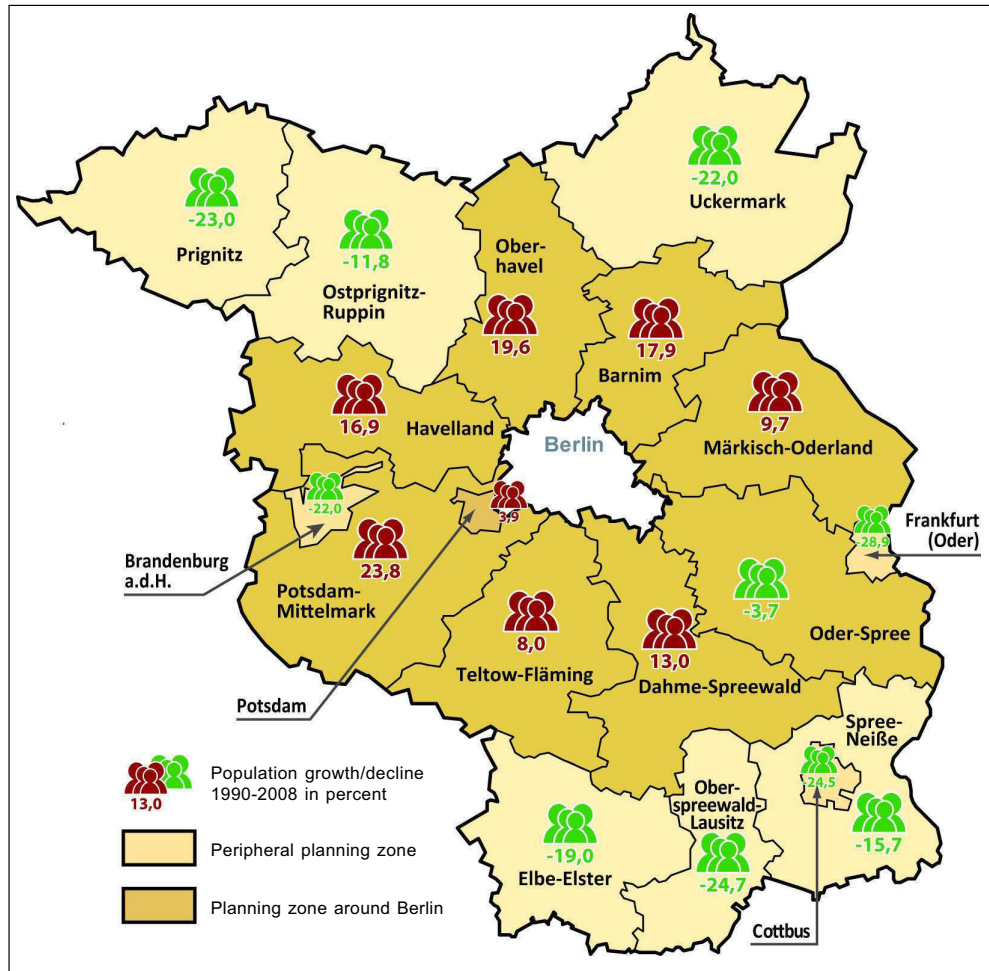 -22,0
Uckermark
-23,0
Prignitz
-11,8
Ostprignitz-
Ruppin
Ober-
havel
19,6
17,9
Barnim
16,9
Havelland
Berlin
9,7
Märkisch-Oderland
-22,0
3,9
-28,9
Frankfurt
(Oder)
Brandenburg
a.d.H.
23,8
Potsdam-
Mittelmark
-3,7
Oder-Spree
8,0
Teltow-Fläming
13,0
Dahme-Spreewald
Potsdam
Spree-
Neiße
-24,5
-15,7
Ober-
spreewald-
Lausitz
-24,7
-19,0
Elbe-Elster
Cottbus
13,0
Population growth/decline
1990-2008 in percent
Peripheral planning zone
Planning zone around Berlin